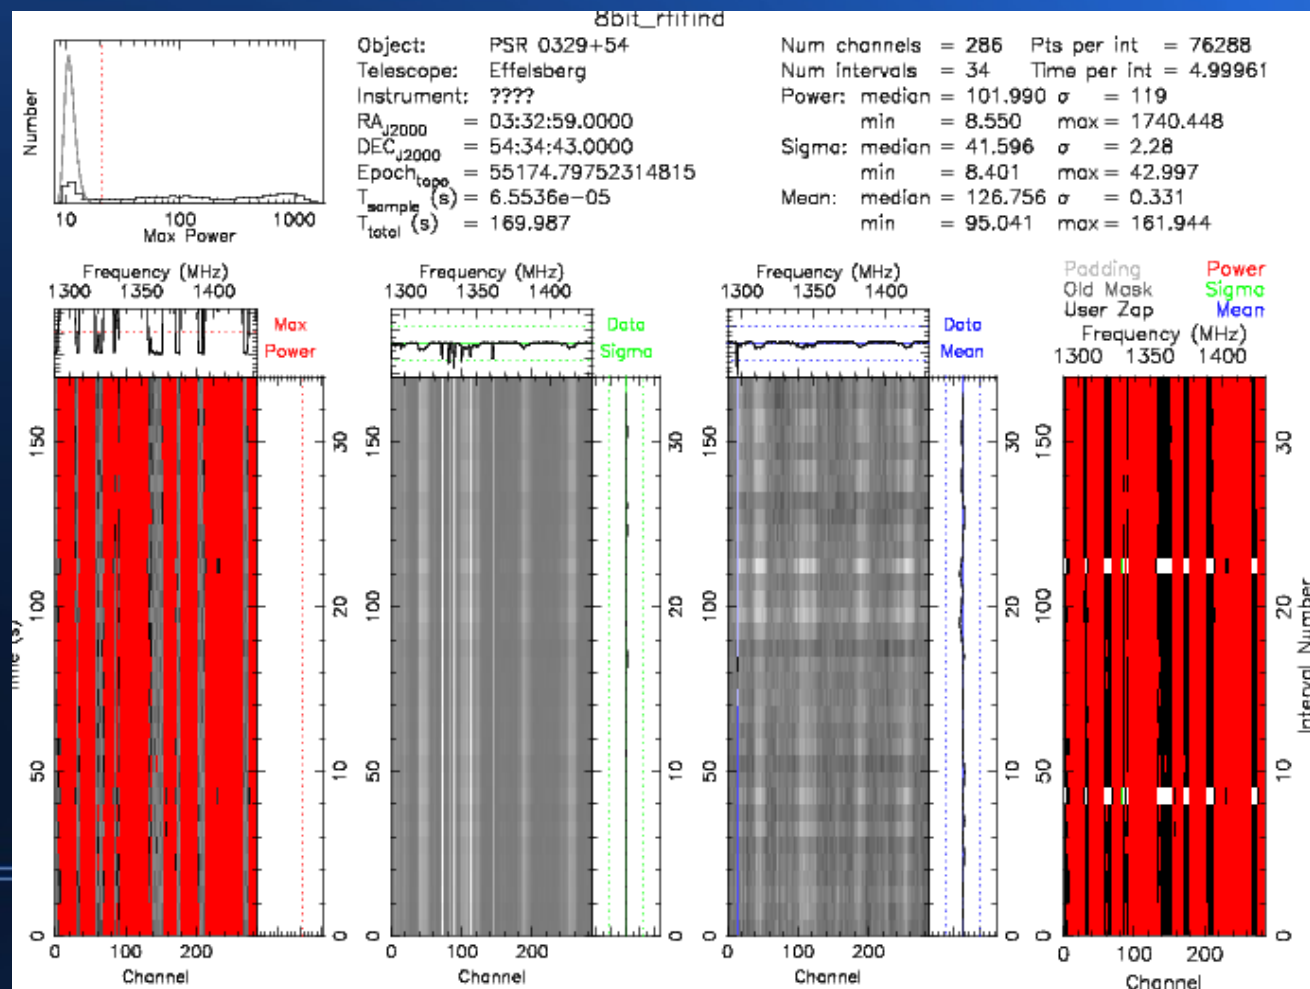 8bit_rfifind
Object: PSR 0329+54
Telescope: Effelsberg
Instrument: ????
RA_J2000 = 03:32:59.0000
DEC_J2000 = 54:34:43.0000
Epoch_topo = 55174.79752314815
T_sample (s) = 6.5536e-05
T_total (s) = 169.987
Num channels = 286 Pts per int = 76288
Num intervals = 34 Time per int = 4.99961
Power: median = 101.990 σ = 119
min = 8.550 max = 1740.448
Sigma: median = 41.596 σ = 2.28
min = 8.401 max = 42.997
Mean: median = 126.756 σ = 0.331
min = 95.041 max = 161.944
Number
10 100 1000
Max Power
Frequency (MHz)
1300 1350 1400
Max
Power
150
100
50
0
Time (s)
30
20
10
0
0 100 200
Channel
Frequency (MHz)
1300 1350 1400
Data
Sigma
150
100
50
0
30
20
10
0
0 100 200
Channel
Frequency (MHz)
1300 1350 1400
Data
Mean
150
100
50
0
30
20
10
0
0 100 200
Channel
Padding Power
Old Mask Sigma
User Zap Mean
Frequency (MHz)
1300 1350 1400
150
100
50
0
30
20
10
0
Interval Number
0 100 200
Channel